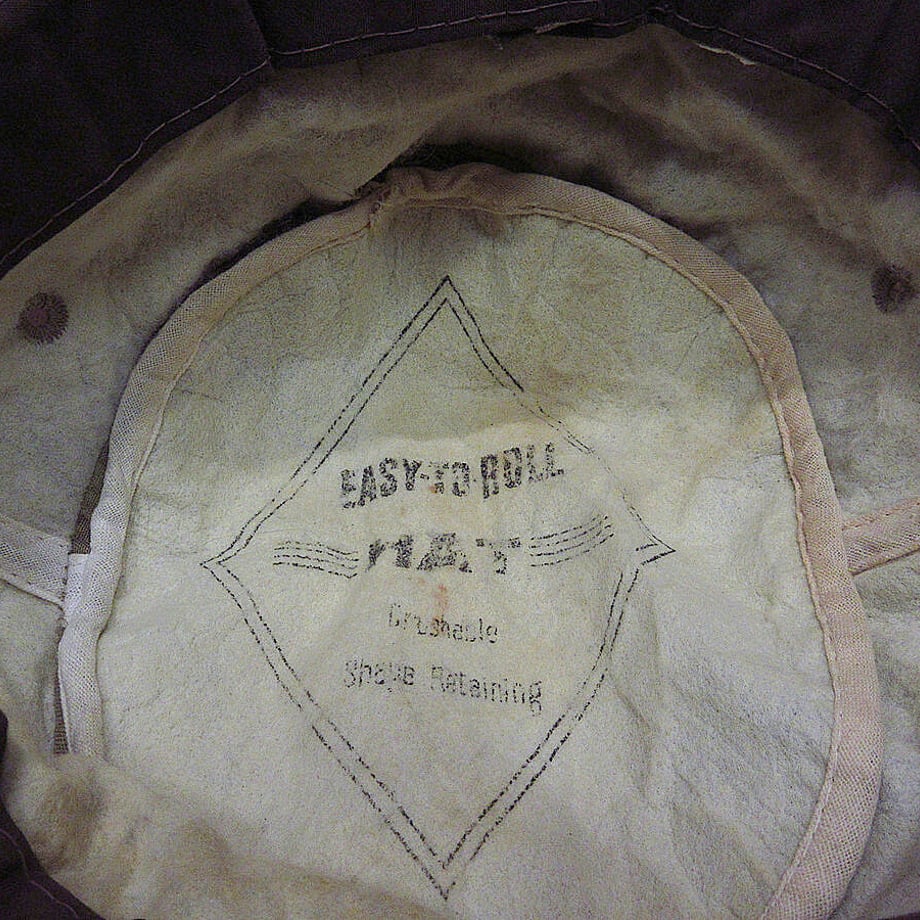 EASY-TO-ROLL
HAT
Crushable
Shape Retaining